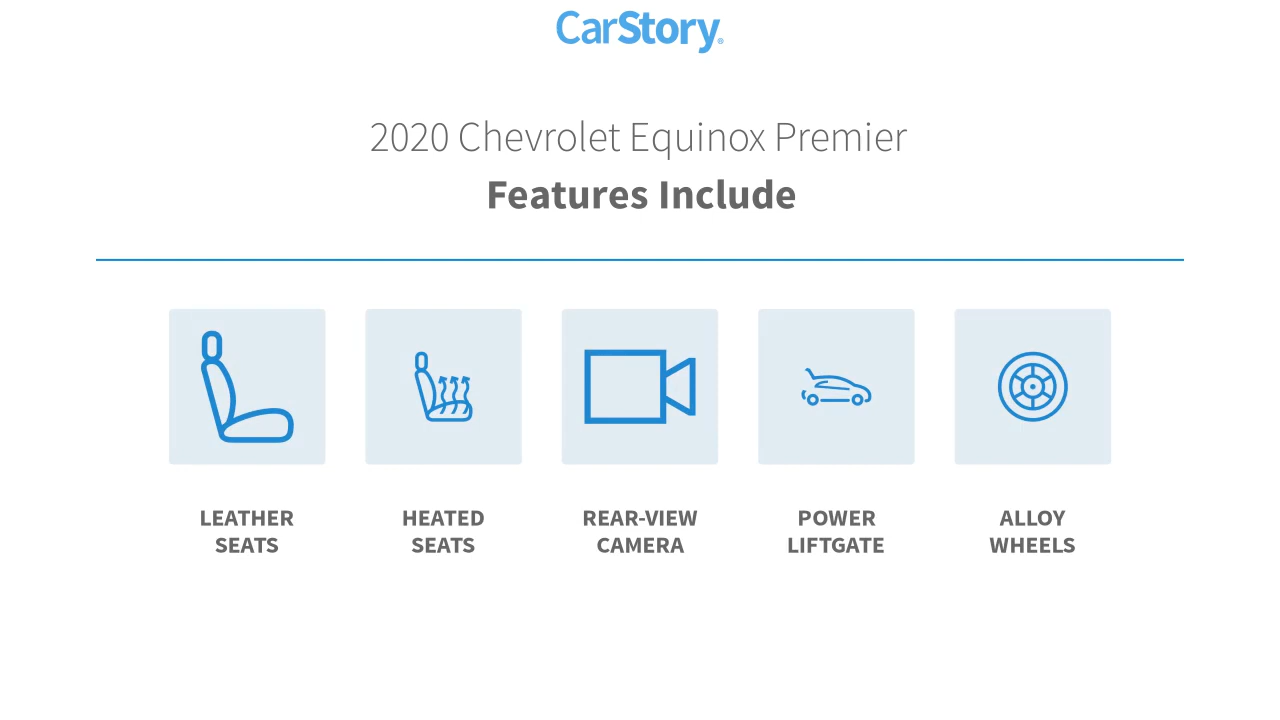 CarStory®
2020 Chevrolet Equinox Premier
Features Include
LEATHER
SEATS
HEATED
SEATS
REAR-VIEW
CAMERA
POWER
LIFTGATE
ALLOY
WHEELS